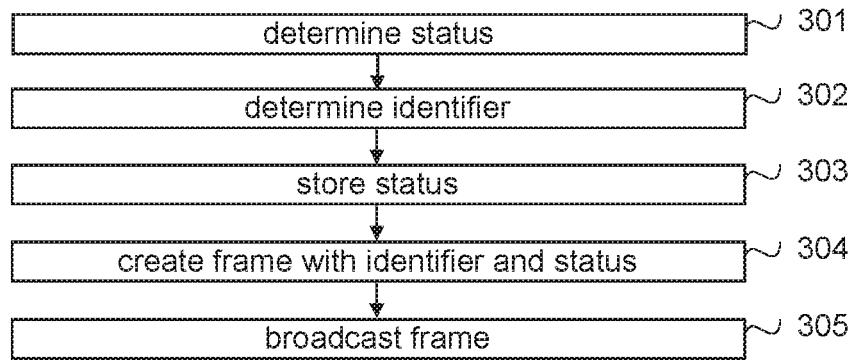 determine status 301
determine identifier 302
store status 303
create frame with identifier and status 304
broadcast frame 305